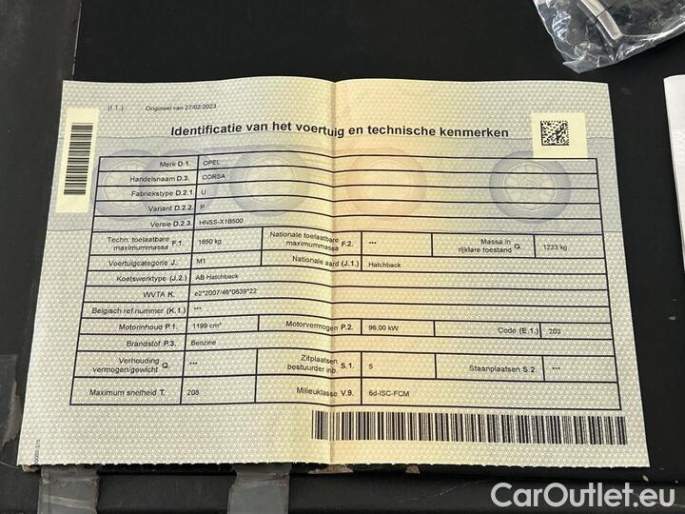 (I.1.) Origineel van 27/02/2023
Identificatie van het voertuig en technische kenmerken
Merk D.1. OPEL
Handelsnaam D.3. CORSA
Fabriekstype D.2.1. U
Variant D.2.2. P
Versie D.2.3. HNSS-X1B500
Techn. toelaatbare maximummassa F.1. 1650 kg Nationale toelaatbare maximummassa F.2. *** Massa in rijklare toestand G. 1233 kg
Voertuigcategorie J. M1 Nationale aard (J.1.) Hatchback
Koetswerktype (J.2.) AB Hatchback
WVTA K. e2*2007/46*0639*22
Belgisch ref nummer (K.1.) ***
Motorinhoud P.1. 1199 cm³ Motorvermogen P.2. 96,00 kW Code (E.1.) 203
Brandstof P.3. Benzine
Verhouding vermogen/gewicht Q. *** Zitplaatsen bestuurder inb. S.1. 5 Staanplaatsen S.2. ***
Maximum snelheid T. 208 Milieuklasse V.9. 6d-ISC-FCM
CarOutlet.eu